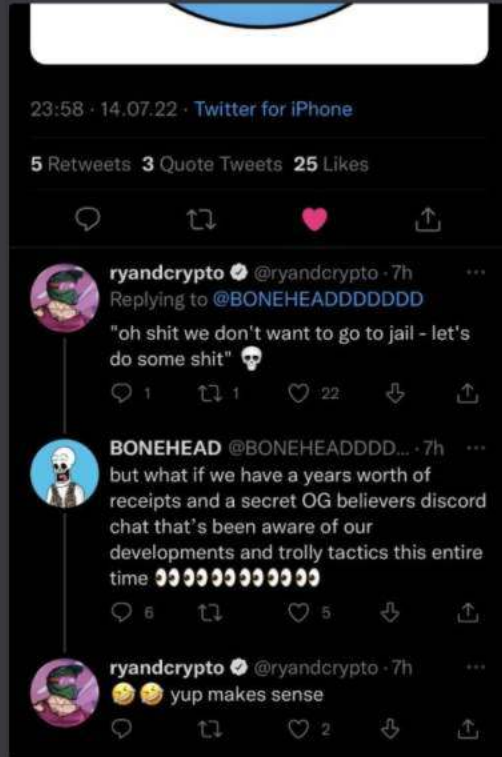 23:58 · 14.07.22 · Twitter for iPhone
5 Retweets 3 Quote Tweets 25 Likes
ryandcrypto @ryandcrypto · 7h
Replying to @BONEHEADDDDDDD
"oh shit we don't want to go to jail - let's
do some shit" 💀
1 1 22
BONEHEAD @BONEHEADDDD... · 7h
but what if we have a years worth of
receipts and a secret OG believers discord
chat that's been aware of our
developments and trolly tactics this entire
time 👀👀👀👀👀👀
6 5
ryandcrypto @ryandcrypto · 7h
🤣🤣 yup makes sense
2